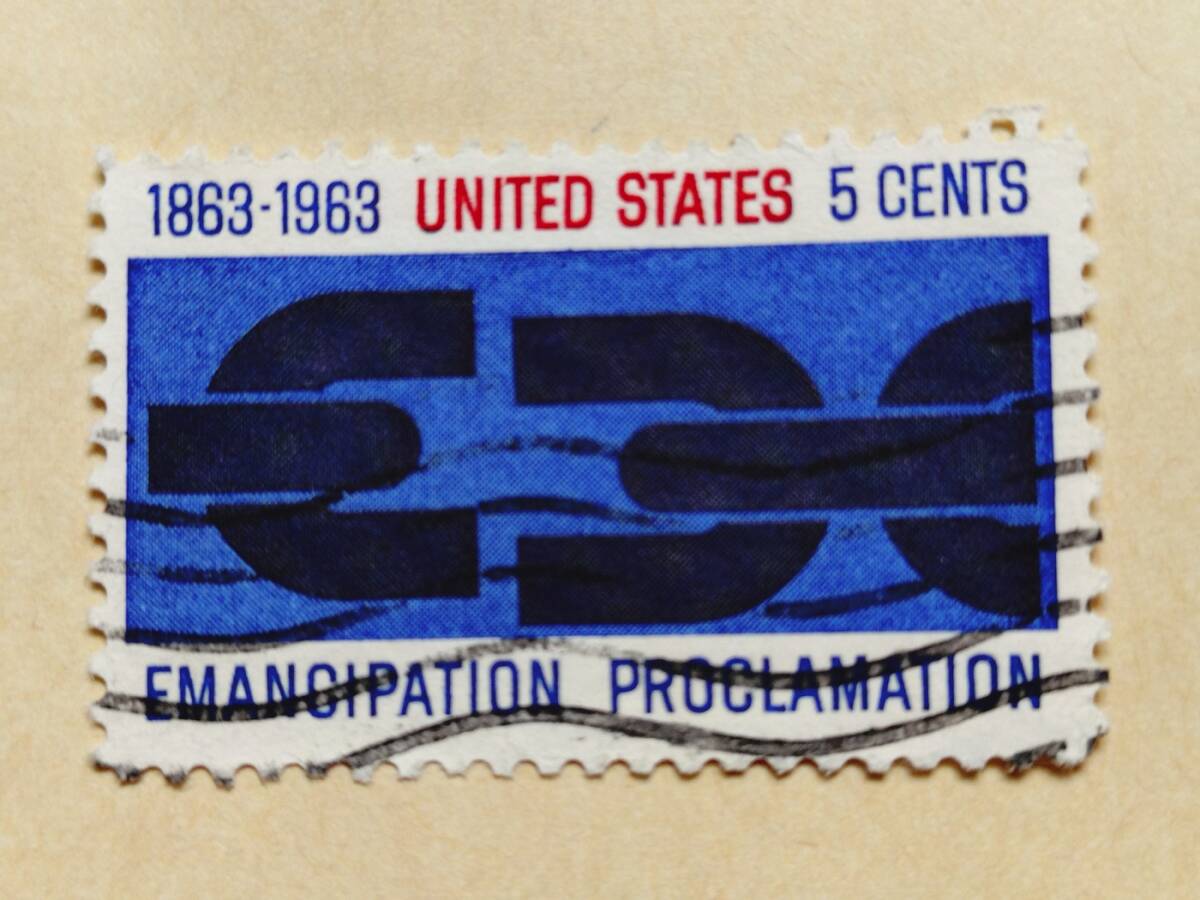 1863-1963 UNITED STATES 5 CENTS
EMANCIPATION PROCLAMATION